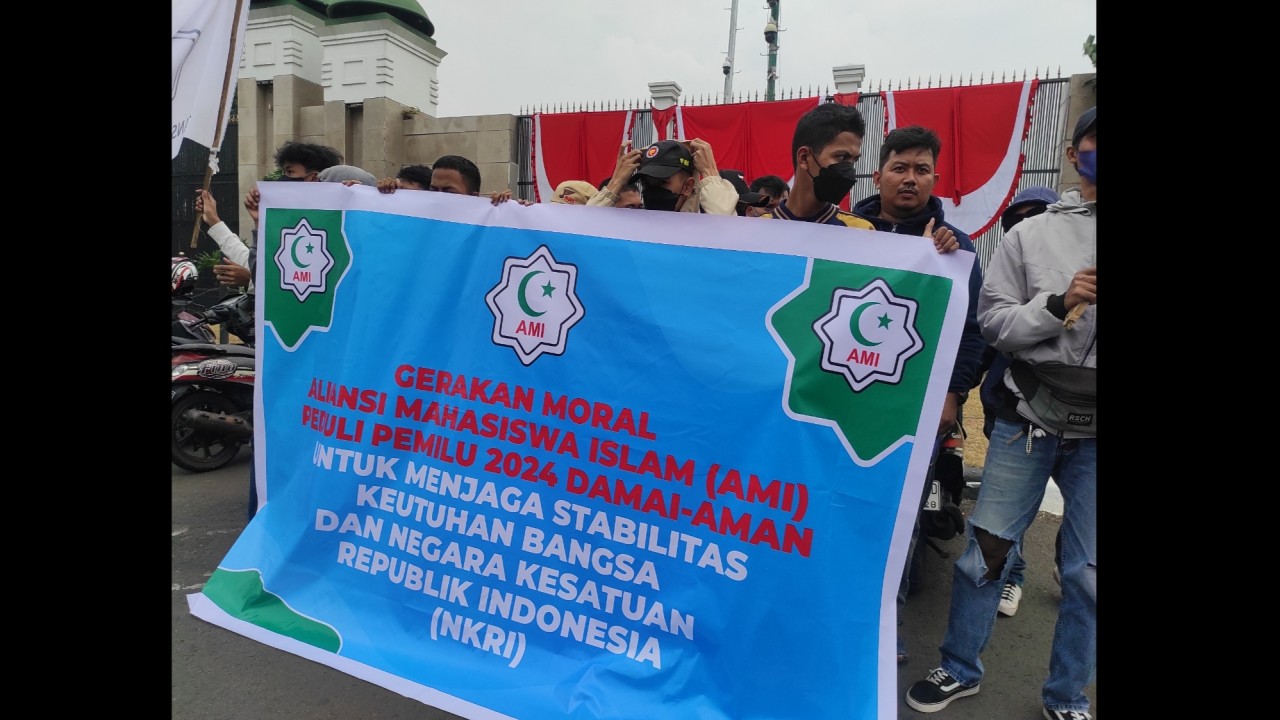 AMI
AMI
AMI
GERAKAN MORAL
ALIANSI MAHASISWA ISLAM (AMI)
PEDULI PEMILU 2024 DAMAI-AMAN
UNTUK MENJAGA STABILITAS
KEUTUHAN BANGSA
DAN NEGARA KESATUAN
REPUBLIK INDONESIA
(NKRI)
RSCH